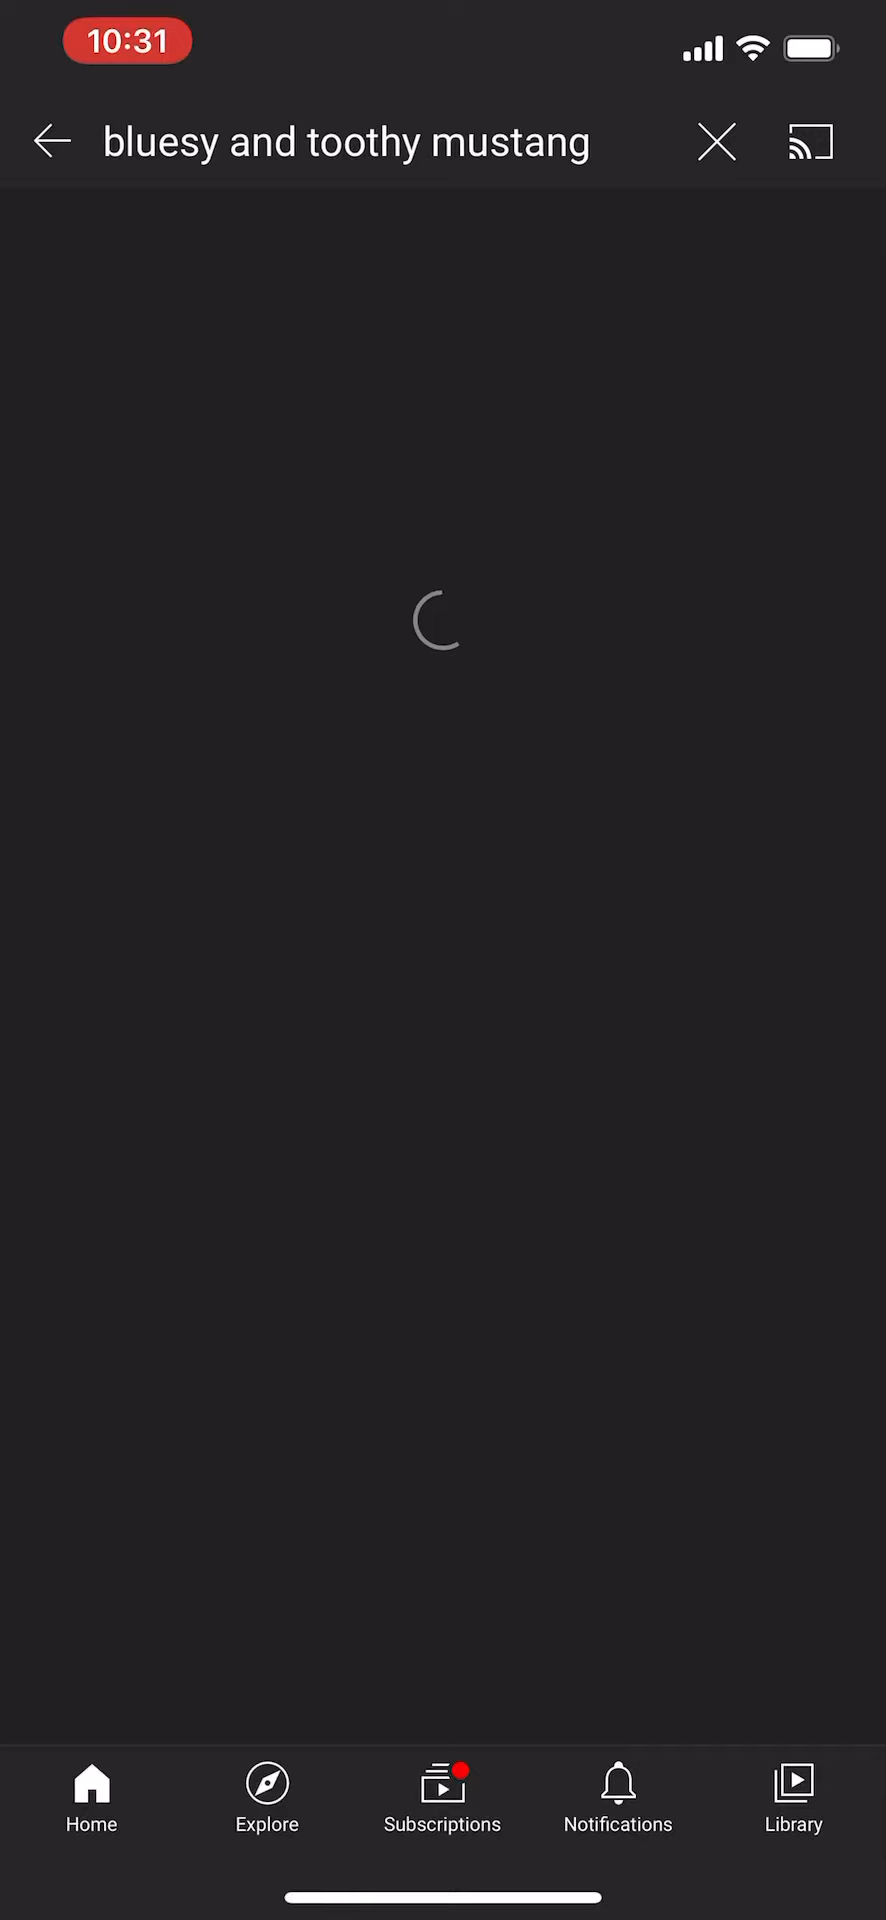 10:31
bluesy and toothy mustang
Home
Explore
Subscriptions
Notifications
Library